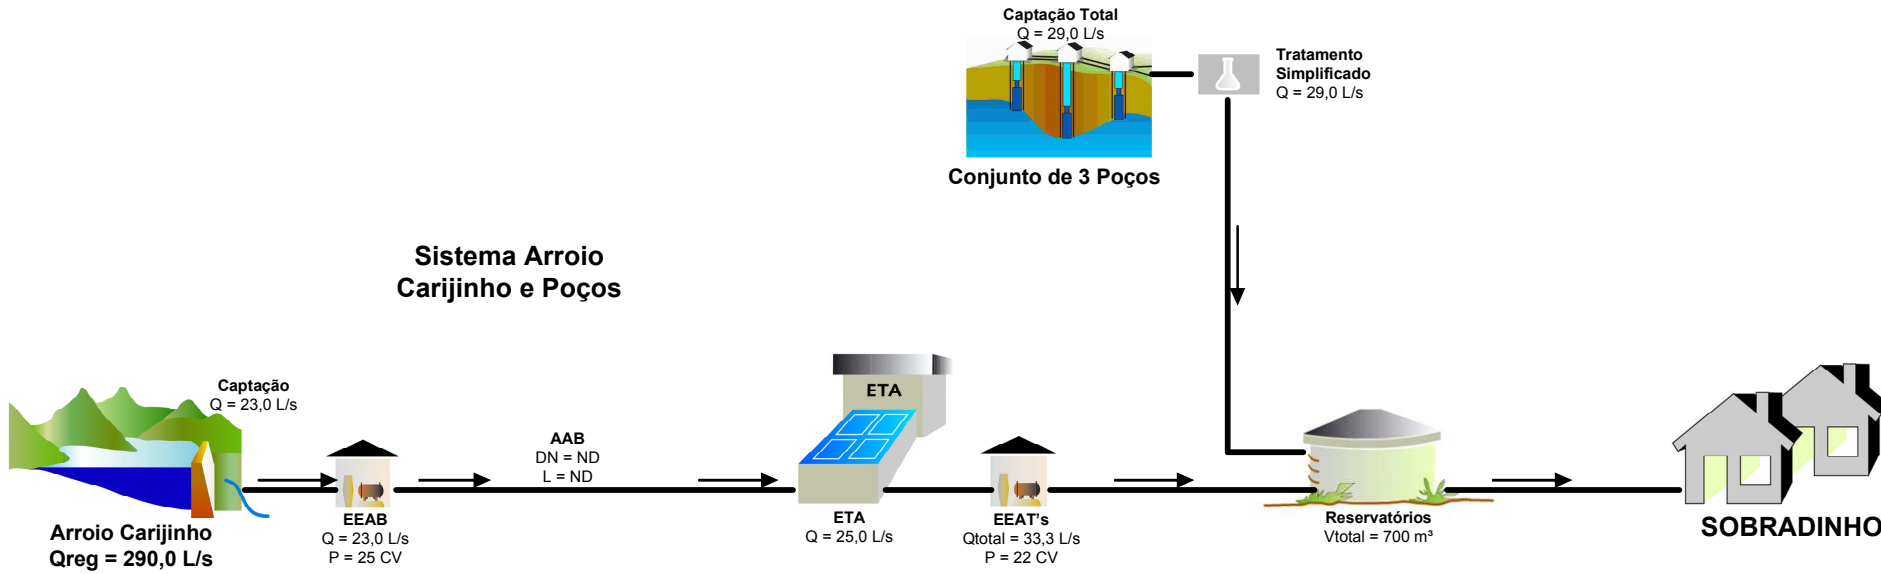 Captação Total
Q = 29,0 L/s
Tratamento
Simplificado
Q = 29,0 L/s
Conjunto de 3 Poços
Sistema Arroio
Carijinho e Poços
Captação
Q = 23,0 L/s
Arroio Carijinho
Qreg = 290,0 L/s
EEAB
Q = 23,0 L/s
P = 25 CV
AAB
DN = ND
L = ND
ETA
ETA
Q = 25,0 L/s
EEAT's
Qtotal = 33,3 L/s
P = 22 CV
Reservatórios
Vtotal = 700 m³
SOBRADINHO